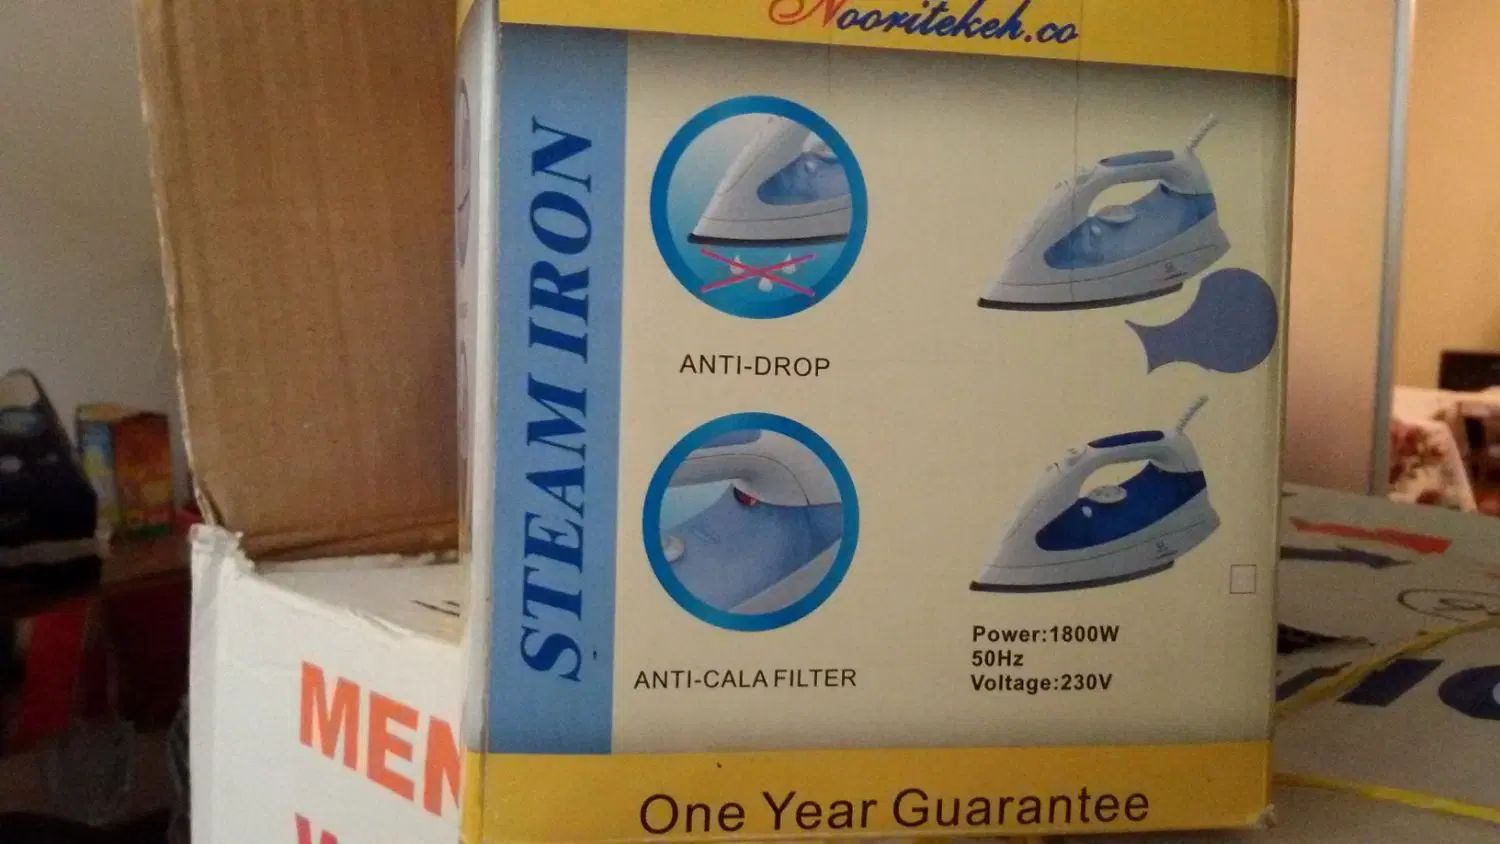 Nooritekeh.co
STEAM IRON
ANTI-DROP
ANTI-CALA FILTER
Power:1800W
50Hz
Voltage:230V
One Year Guarantee
MEN